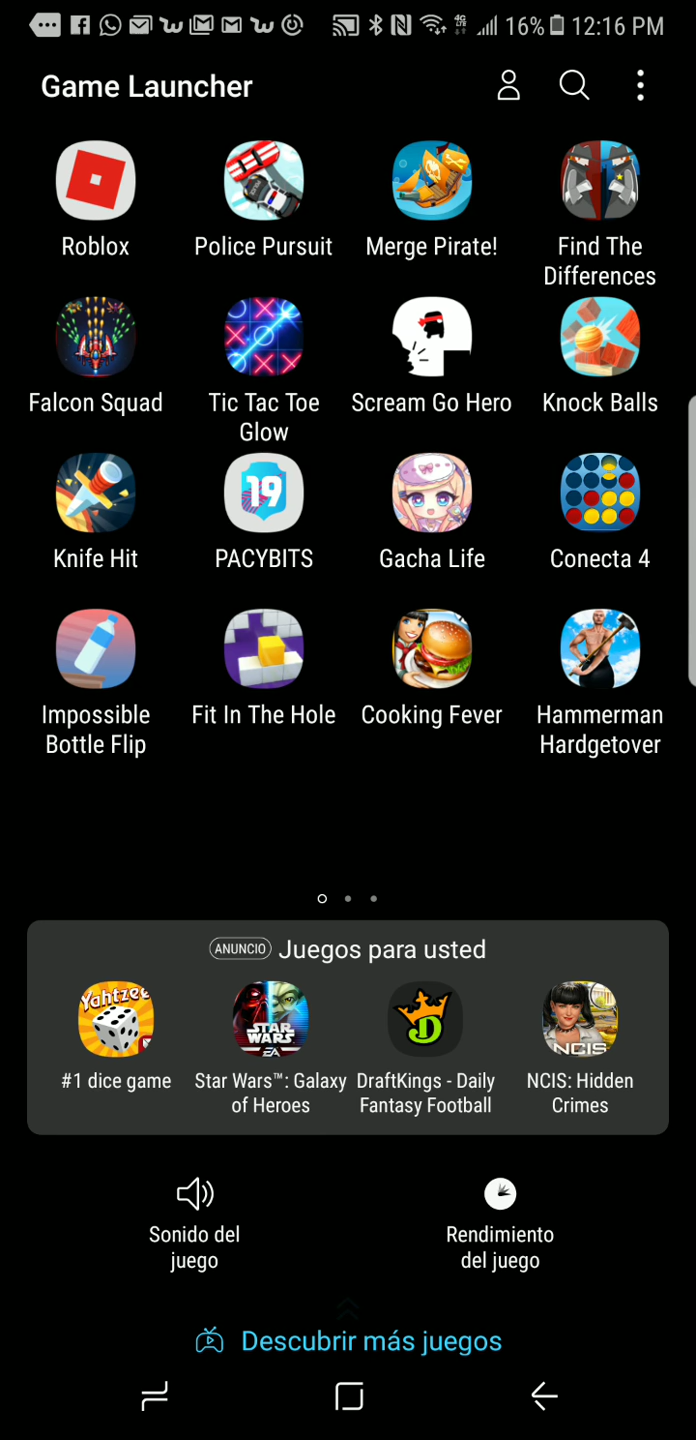 16% 12:16 PM
Game Launcher
Roblox Police Pursuit Merge Pirate! Find The
Differences
Falcon Squad Tic Tac Toe Scream Go Hero Knock Balls
Glow
19
Knife Hit PACYBITS Gacha Life Conecta 4
Impossible Fit In The Hole Cooking Fever Hammerman
Bottle Flip Hardgetover
ANUNCIO Juegos para usted
Yahtzee STAR WARS EA D NCIS
#1 dice game Star Wars™: Galaxy DraftKings - Daily NCIS: Hidden
of Heroes Fantasy Football Crimes
Sonido del Rendimiento
juego del juego
Descubrir más juegos